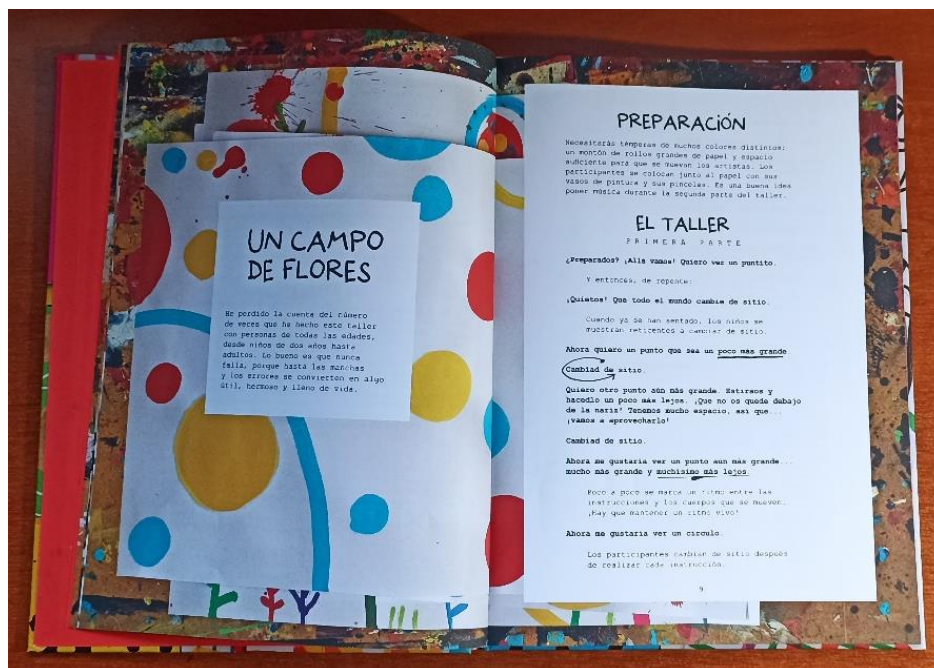 UN CAMPO
DE FLORES
He perdido la cuenta del número
de veces que he hecho este taller
con personas de todas las edades,
desde niños de dos años hasta
adultos. Lo bueno es que nunca
falla, porque hasta las manchas
y los errores se convierten en algo
útil, hermoso y lleno de vida.
PREPARACIÓN
Necesitarás témperas de muchos colores distintos;
un montón de rollos grandes de papel y espacio
suficiente para que se muevan los artistas. Los
participantes se colocan junto al papel con sus
vasos de pintura y sus pinceles. Es una buena idea
poner música durante la segunda parte del taller.
EL TALLER
PRIMERA PARTE
¿Preparados? ¡Allá vamos! Quiero ver un puntito.
Y entonces, de repente:
¡Quietos! Que todo el mundo cambie de sitio.
Cuando ya se han sentado, los niños se
muestran reticentes a cambiar de sitio.
Ahora quiero un punto que sea un poco más grande
Cambiad de sitio.
Quiero otro punto aún más grande. Estiraos y
hacedlo un poco más lejos. ¡Que no os quede debajo
de la nariz! Tenemos mucho espacio, así que...
¡vamos a aprovecharlo!
Cambiad de sitio.
Ahora me gustaría ver un punto aún más grande...
mucho más grande y muchísimo más lejos.
Poco a poco se marca un ritmo entre las
instrucciones y los cuerpos que se mueven.
¡Hay que mantener un ritmo vivo!
Ahora me gustaría ver un círculo.
Los participantes cambian de sitio después
de realizar cada instrucción.
9